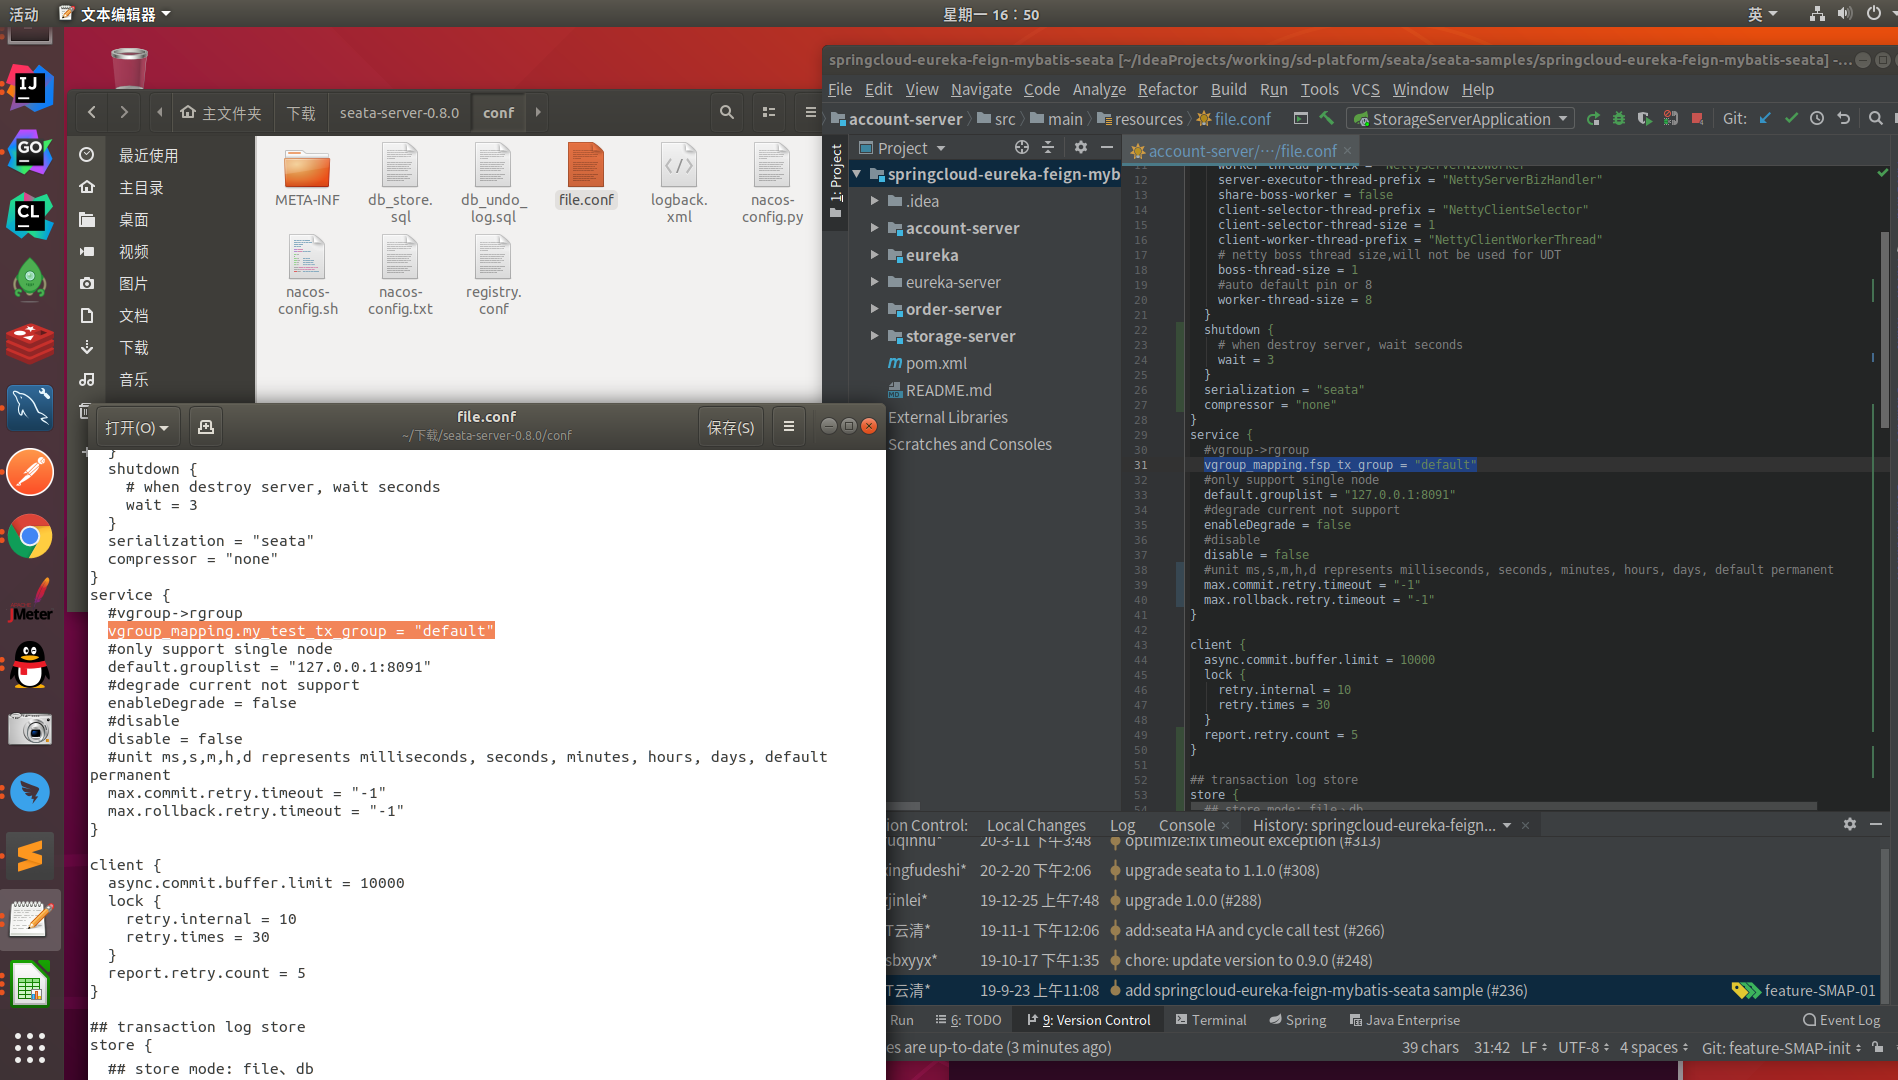 活动
文本编辑器
星期一 16：50
英
主文件夹
下载
seata-server-0.8.0
conf
最近使用
主目录
桌面
视频
图片
文档
下载
音乐
META-INF
db_store.
sql
db_undo_
log.sql
file.conf
logback.
xml
nacos-
config.py
nacos-
config.sh
nacos-
config.txt
registry.
conf
IJ
GO
CL
JMeter
打开(O)
file.conf
~/下载/seata-server-0.8.0/conf
保存(S)
}
shutdown {
# when destroy server, wait seconds
wait = 3
}
serialization = "seata"
compressor = "none"
}
service {
#vgroup->rgroup
vgroup_mapping.my_test_tx_group = "default"
#only support single node
default.grouplist = "127.0.0.1:8091"
#degrade current not support
enableDegrade = false
#disable
disable = false
#unit ms,s,m,h,d represents milliseconds, seconds, minutes, hours, days, default
permanent
max.commit.retry.timeout = "-1"
max.rollback.retry.timeout = "-1"
}
client {
async.commit.buffer.limit = 10000
lock {
retry.internal = 10
retry.times = 30
}
report.retry.count = 5
}
## transaction log store
store {
## store mode: file、db
springcloud-eureka-feign-mybatis-seata [~/IdeaProjects/working/sd-platform/seata/seata-samples/springcloud-eureka-feign-mybatis-seata] -...
File Edit View Navigate Code Analyze Refactor Build Run Tools VCS Window Help
account-server src main resources file.conf
StorageServerApplication
Git:
1: Project
Project
account-server/···/file.conf
springcloud-eureka-feign-myb
.idea
account-server
eureka
eureka-server
order-server
storage-server
pom.xml
README.md
External Libraries
Scratches and Consoles
11 worker-thread-prefix = "NettyServerNIOWorker"
12 server-executor-thread-prefix = "NettyServerBizHandler"
13 share-boss-worker = false
14 client-selector-thread-prefix = "NettyClientSelector"
15 client-selector-thread-size = 1
16 client-worker-thread-prefix = "NettyClientWorkerThread"
17 # netty boss thread size,will not be used for UDT
18 boss-thread-size = 1
19 #auto default pin or 8
20 worker-thread-size = 8
21 }
22 shutdown {
23 # when destroy server, wait seconds
24 wait = 3
25 }
26 serialization = "seata"
27 compressor = "none"
28 }
29 service {
30 #vgroup->rgroup
31 vgroup_mapping.fsp_tx_group = "default"
32 #only support single node
33 default.grouplist = "127.0.0.1:8091"
34 #degrade current not support
35 enableDegrade = false
36 #disable
37 disable = false
38 #unit ms,s,m,h,d represents milliseconds, seconds, minutes, hours, days, default permanent
39 max.commit.retry.timeout = "-1"
40 max.rollback.retry.timeout = "-1"
41 }
42
43 client {
44 async.commit.buffer.limit = 10000
45 lock {
46 retry.internal = 10
47 retry.times = 30
48 }
49 report.retry.count = 5
50 }
51
52 ## transaction log store
53 store {
54 ## store mode: file、db
ion Control: Local Changes Log Console History: springcloud-eureka-feign...
uqinnu* 20-3-11 下午3:48 optimize:fix timeout exception (#313)
ingfudeshi* 20-2-20 下午2:06 upgrade seata to 1.1.0 (#308)
jinlei* 19-12-25 上午7:48 upgrade 1.0.0 (#288)
T云清* 19-11-1 下午12:06 add:seata HA and cycle call test (#266)
sbxyyx* 19-10-17 下午1:35 chore: update version to 0.9.0 (#248)
T云清* 19-9-23 上午11:08 add springcloud-eureka-feign-mybatis-seata sample (#236) feature-SMAP-01
Run 6: TODO 9: Version Control Terminal Spring Java Enterprise Event Log
es are up-to-date (3 minutes ago) 39 chars 31:42 LF UTF-8 4 spaces Git: feature-SMAP-init